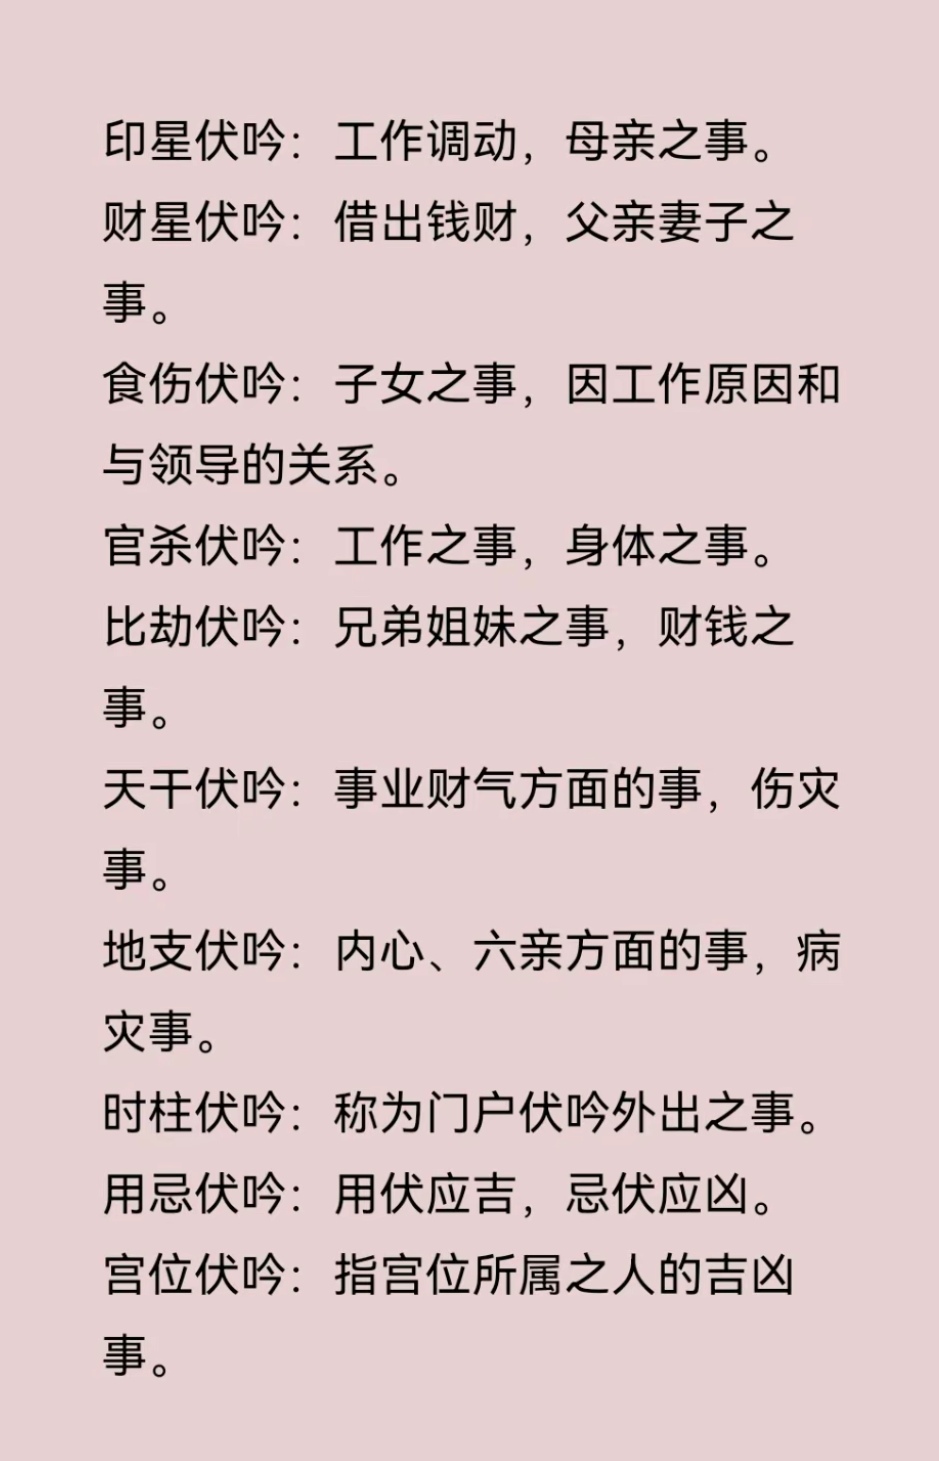 印星伏吟：工作调动，母亲之事。
财星伏吟：借出钱财，父亲妻子之
事。
食伤伏吟：子女之事，因工作原因和
与领导的关系。
官杀伏吟：工作之事，身体之事。
比劫伏吟：兄弟姐妹之事，财钱之
事。
天干伏吟：事业财气方面的事，伤灾
事。
地支伏吟：内心、六亲方面的事，病
灾事。
时柱伏吟：称为门户伏吟外出之事。
用忌伏吟：用伏应吉，忌伏应凶。
宫位伏吟：指宫位所属之人的吉凶
事。